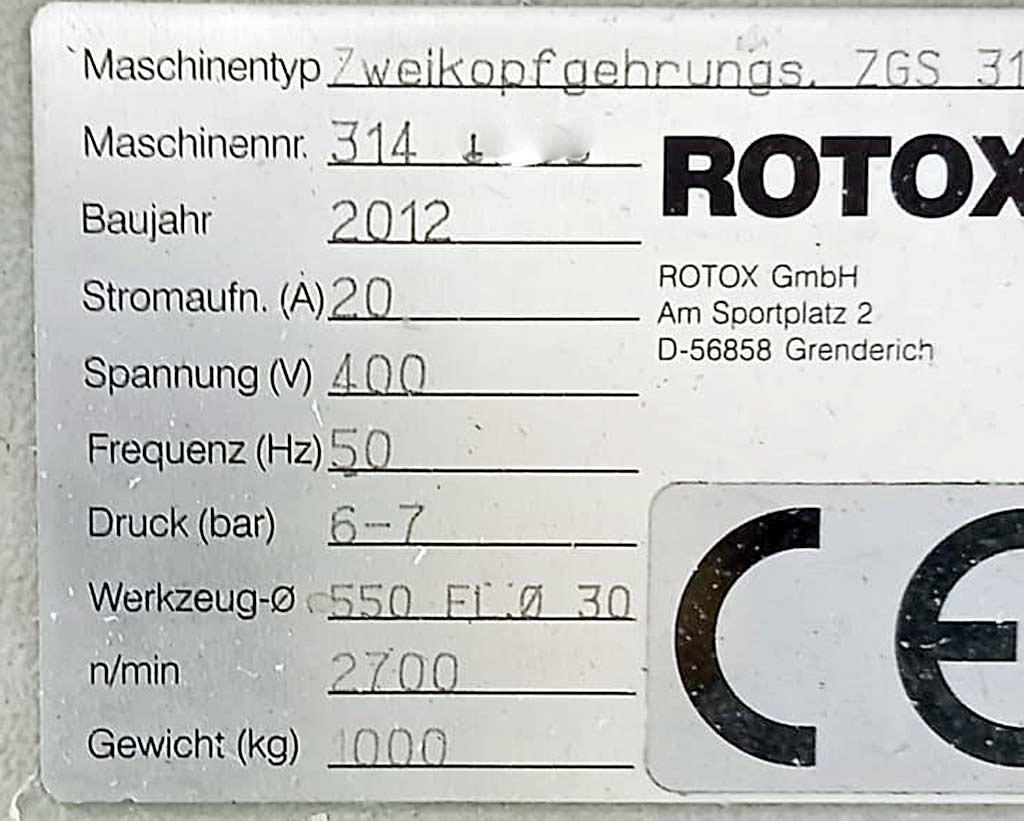 Maschinentyp Zweikopfgehrungs. ZGS 31
Maschinennr. 314
ROTOX
Baujahr 2012
Stromaufn. (A) 20
ROTOX GmbH
Am Sportplatz 2
D-56858 Grenderich
Spannung (V) 400
Frequenz (Hz) 50
Druck (bar) 6-7
Werkzeug-Ø 550 FL.Ø 30
n/min 2700
Gewicht (kg) 1000
CE